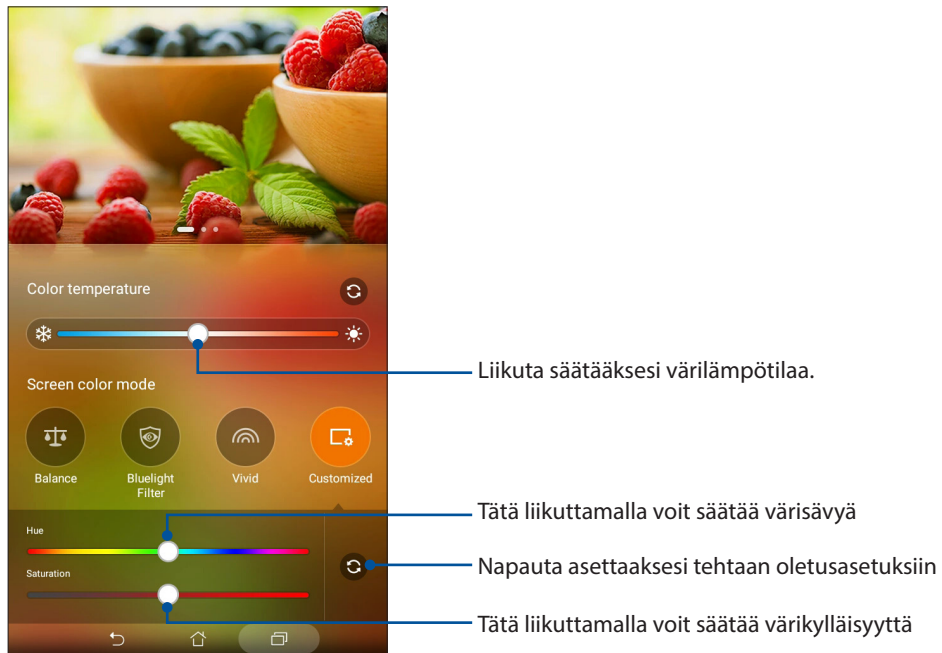 Color temperature
Liikuta säätääksesi värilämpötilaa.
Screen color mode
Balance
Bluelight
Filter
Vivid
Customized
Tätä liikuttamalla voit säätää värisävyä
Hue
Napauta asettaaksesi tehtaan oletusasetuksiin
Saturation
Tätä liikuttamalla voit säätää värikylläisyyttä